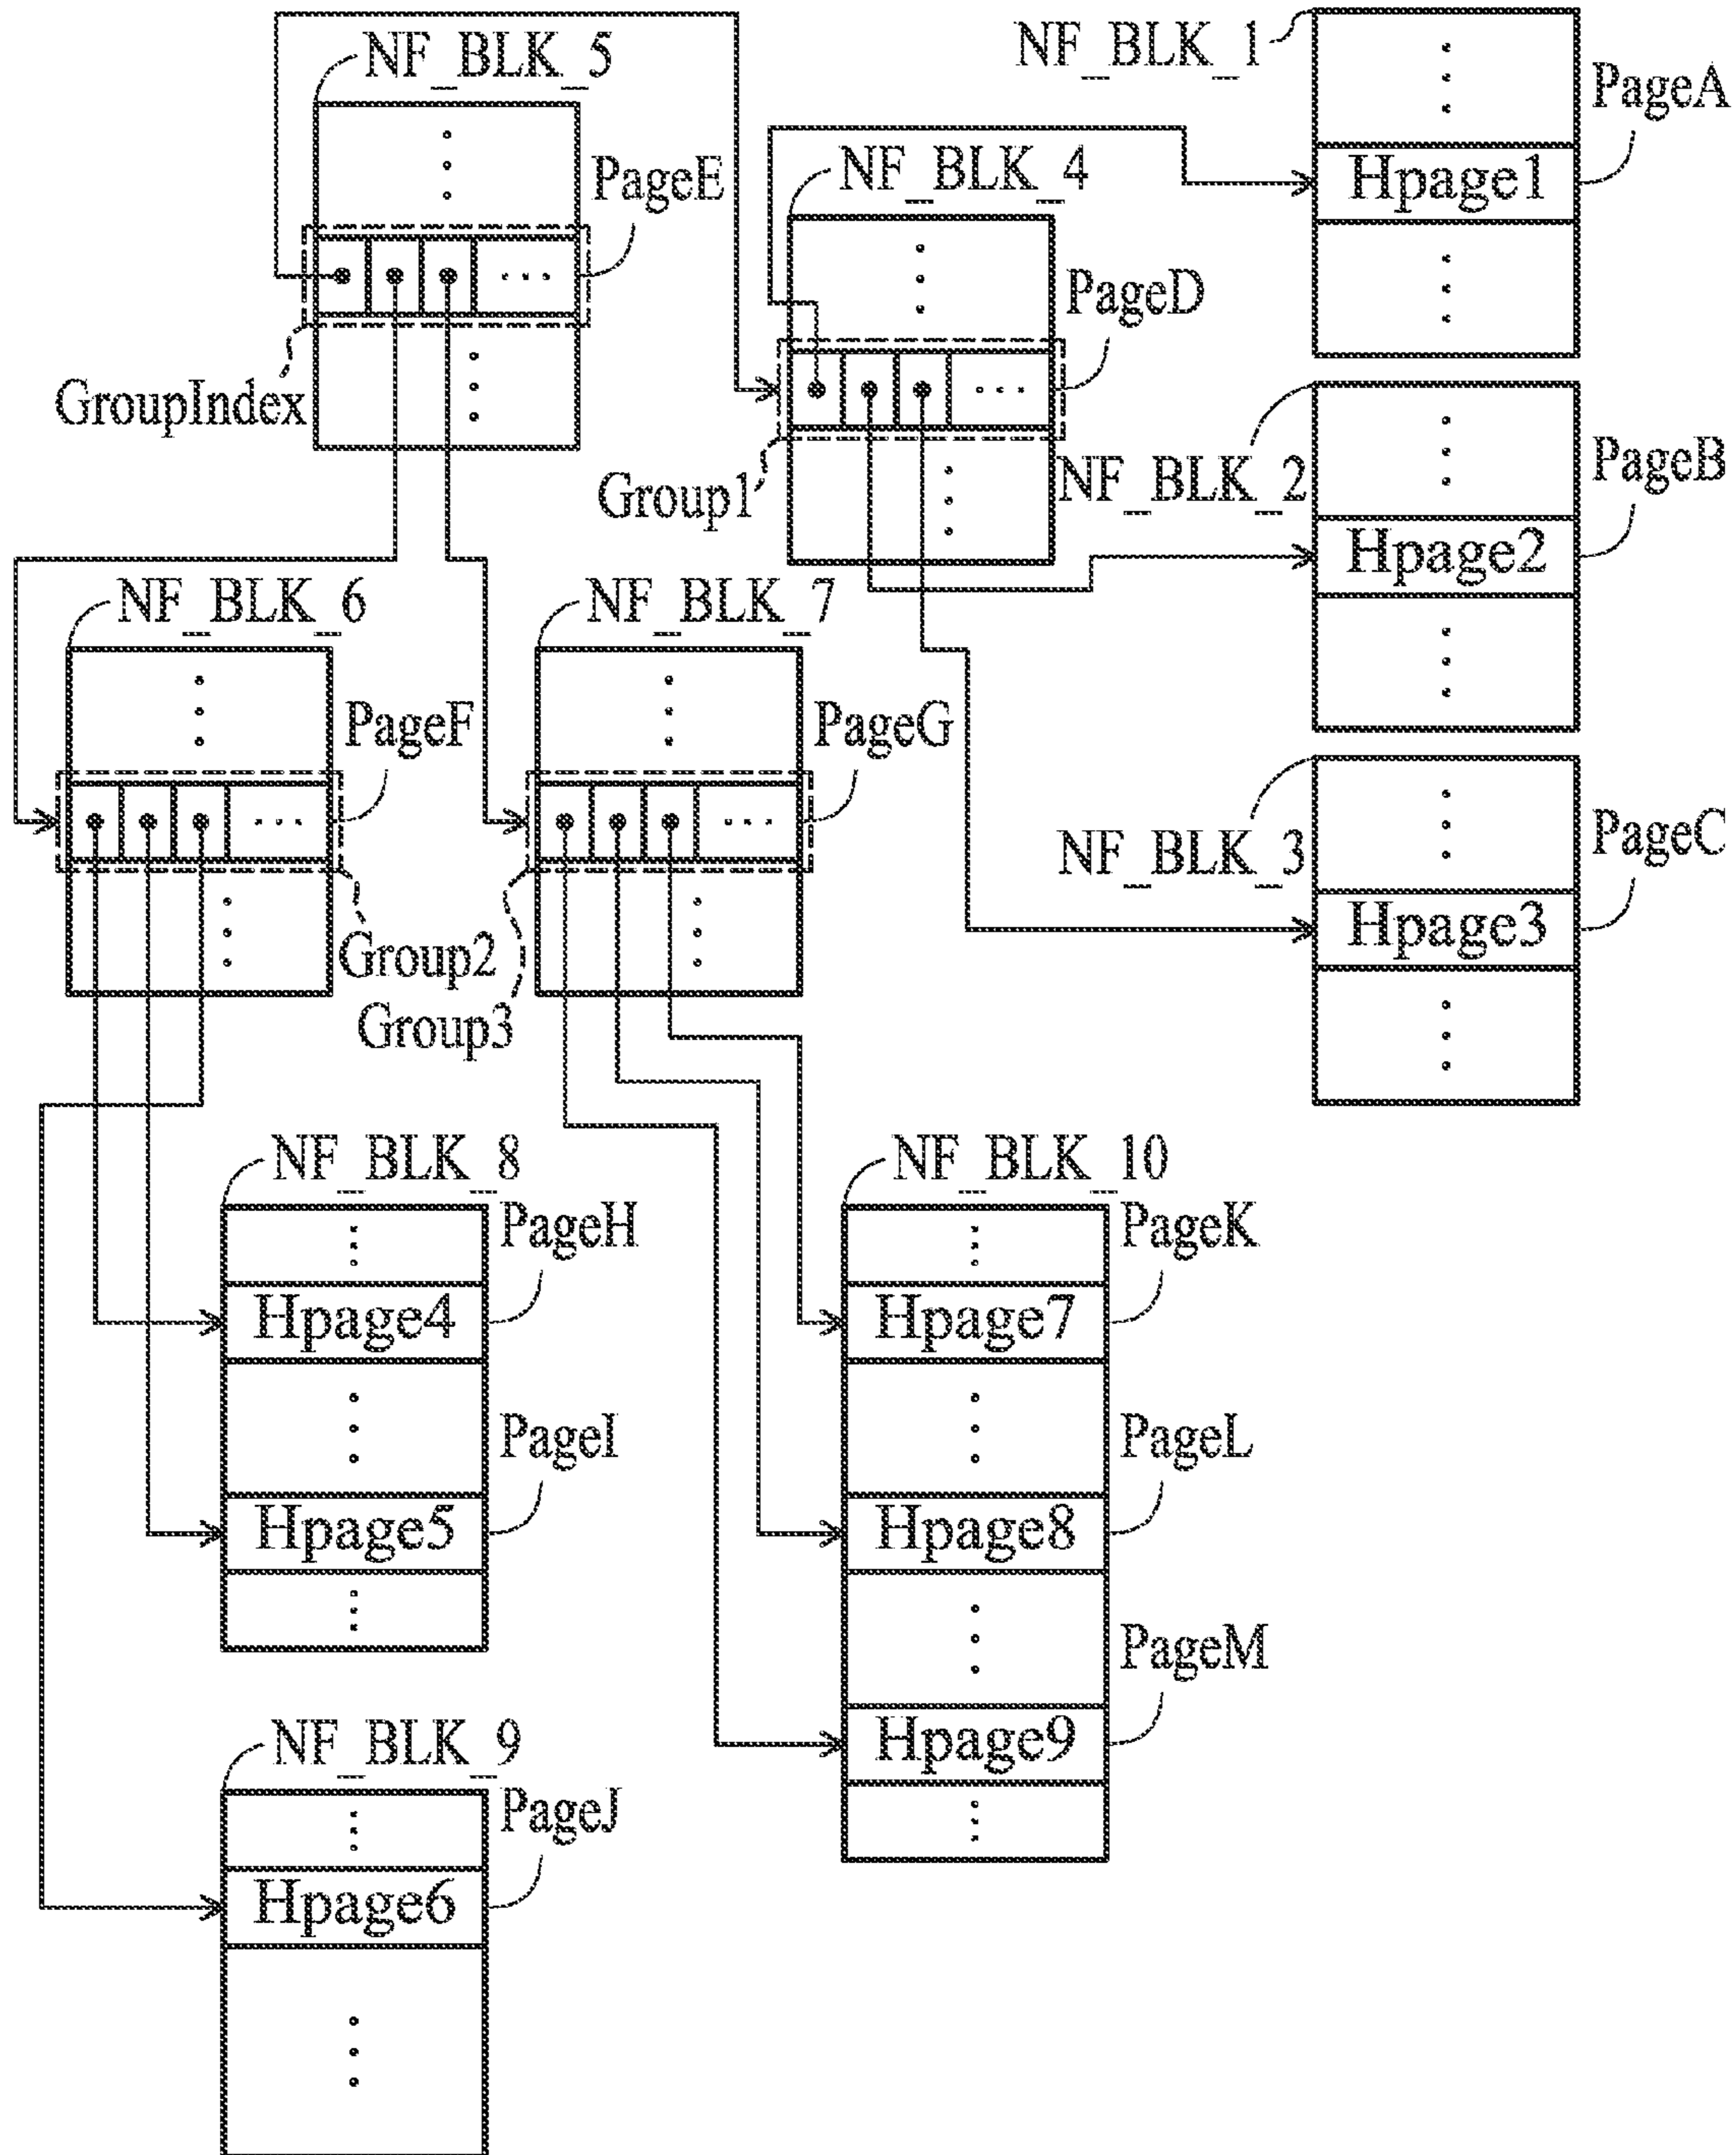 NF_BLK_1
PageA
Hpage1
NF_BLK_5
PageE
GroupIndex
NF_BLK_4
PageD
Group1
NF_BLK_2
PageB
Hpage2
NF_BLK_6
PageF
Group2
NF_BLK_7
PageG
Group3
NF_BLK_3
PageC
Hpage3
NF_BLK_8
PageH
Hpage4
PageI
Hpage5
NF_BLK_10
PageK
Hpage7
PageL
Hpage8
PageM
Hpage9
NF_BLK_9
PageJ
Hpage6